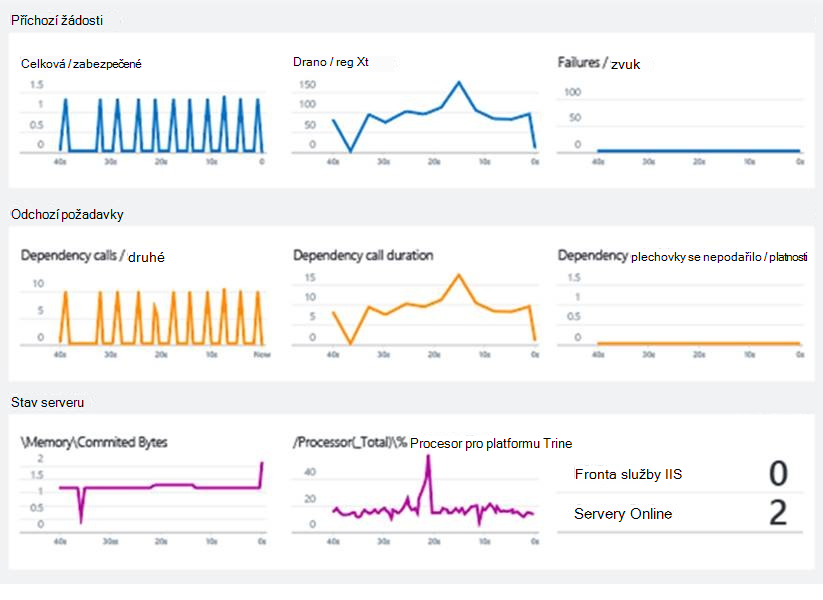 Příchozí žádosti
Celková / zabezpečené
Drano / reg Xt
Failures / zvuk
1.5
1
0.5
0
40s 30s 20s 10s 0
150
100
50
0
40s 30s 20s 10s 0s
100
50
0
40s 30s 20s 10s 0s
Odchozí požadavky
Dependency calls / druhé
Dependency call duration
Dependency plechovky se nepodařilo / platnosti
10
5
0
40s 30s 20s 10s Now
15
10
5
0
40s 30s 20s 10s 0s
1.5
1
0.5
0
40s 30s 20s 10s 0s
Stav serveru
\Memory\Commited Bytes
/Processor(_Total)\% Procesor pro platformu Trine
2
1.5
1
0.5
0
40s 30s 20s 10s 0s
40
20
0
40s 30s 20s 10s 0s
Fronta služby IIS 0
Servery Online 2